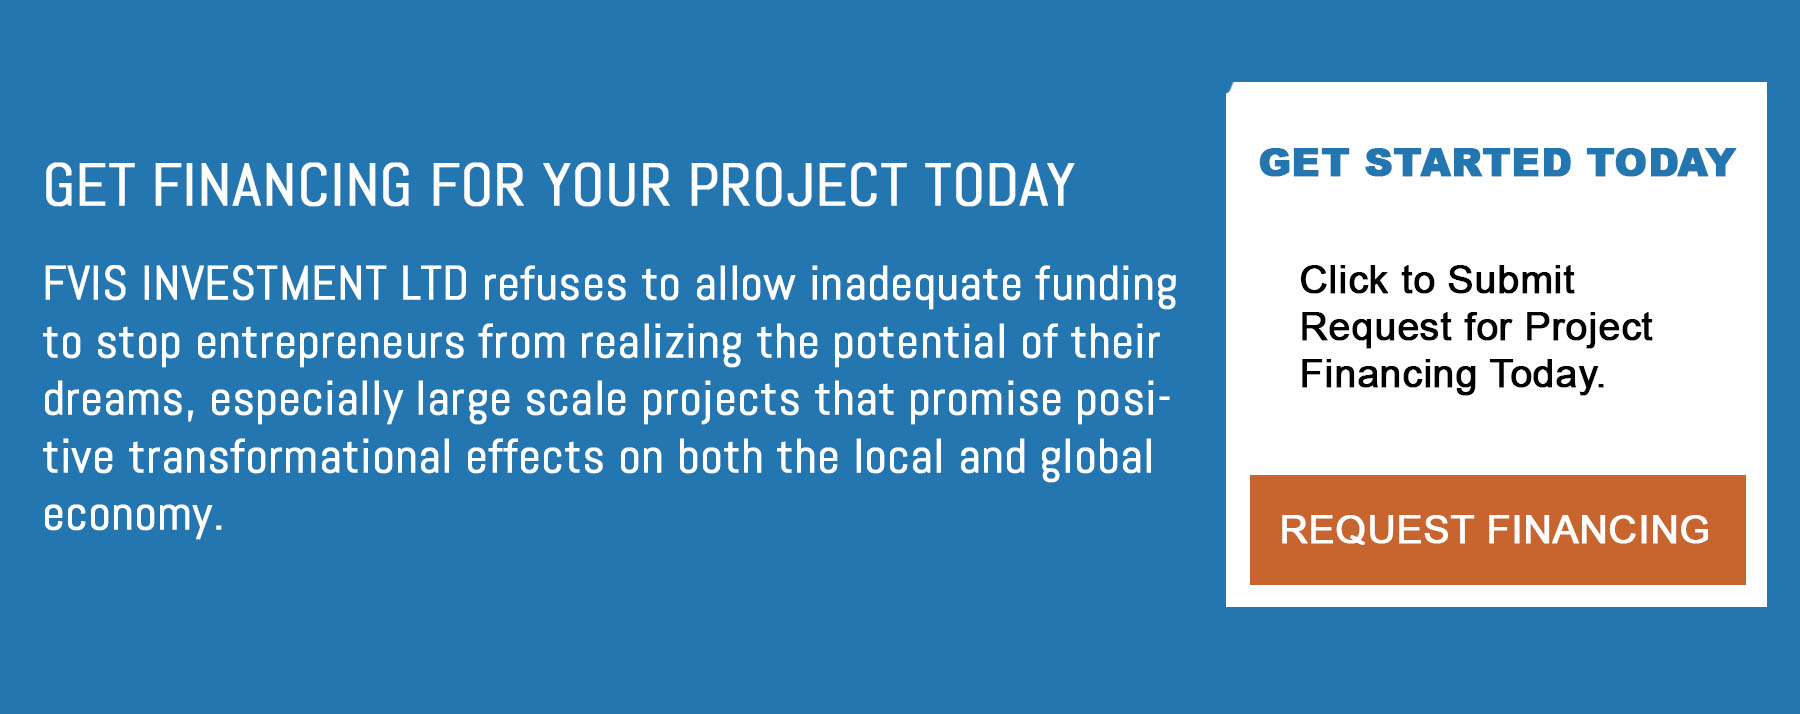 GET FINANCING FOR YOUR PROJECT TODAY
FVIS INVESTMENT LTD refuses to allow inadequate funding
to stop entrepreneurs from realizing the potential of their
dreams, especially large scale projects that promise posi-
tive transformational effects on both the local and global
economy.
GET STARTED TODAY
Click to Submit
Request for Project
Financing Today.
REQUEST FINANCING